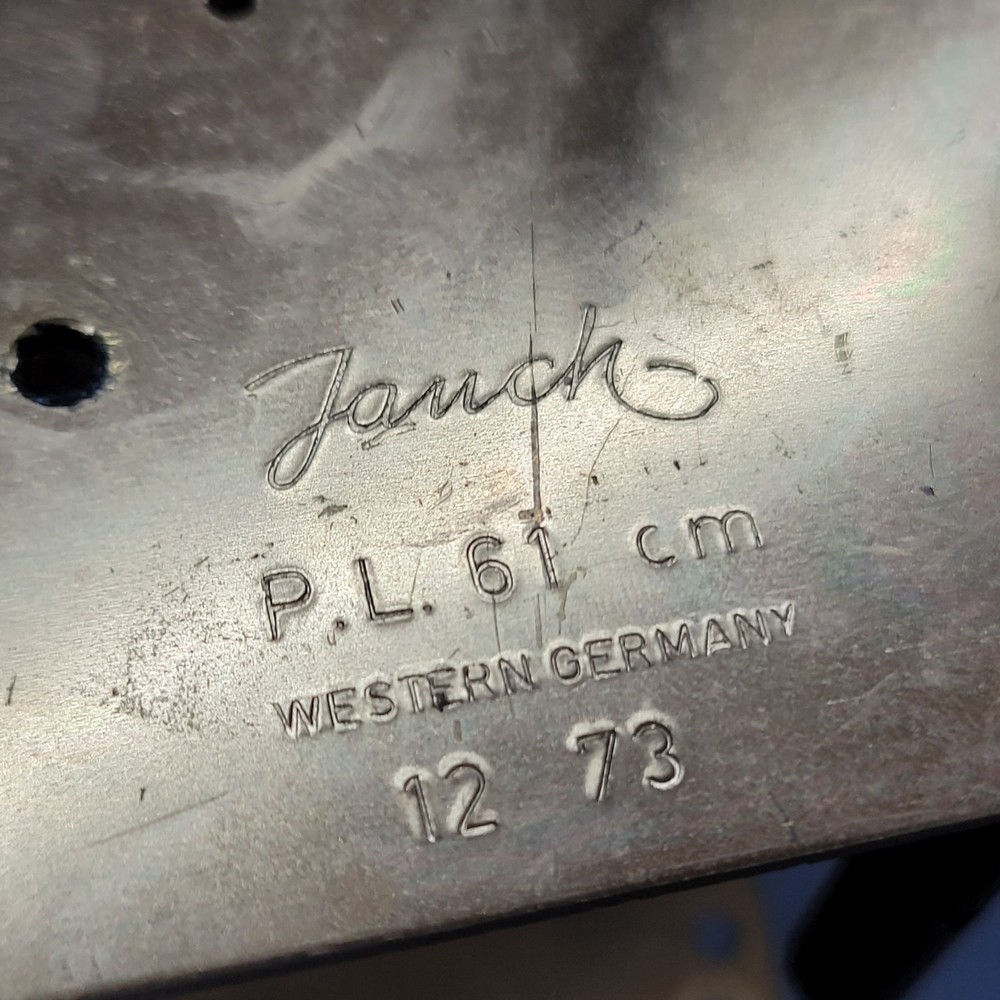 Jauch
P.L. 61 cm
WESTERN GERMANY
12 73